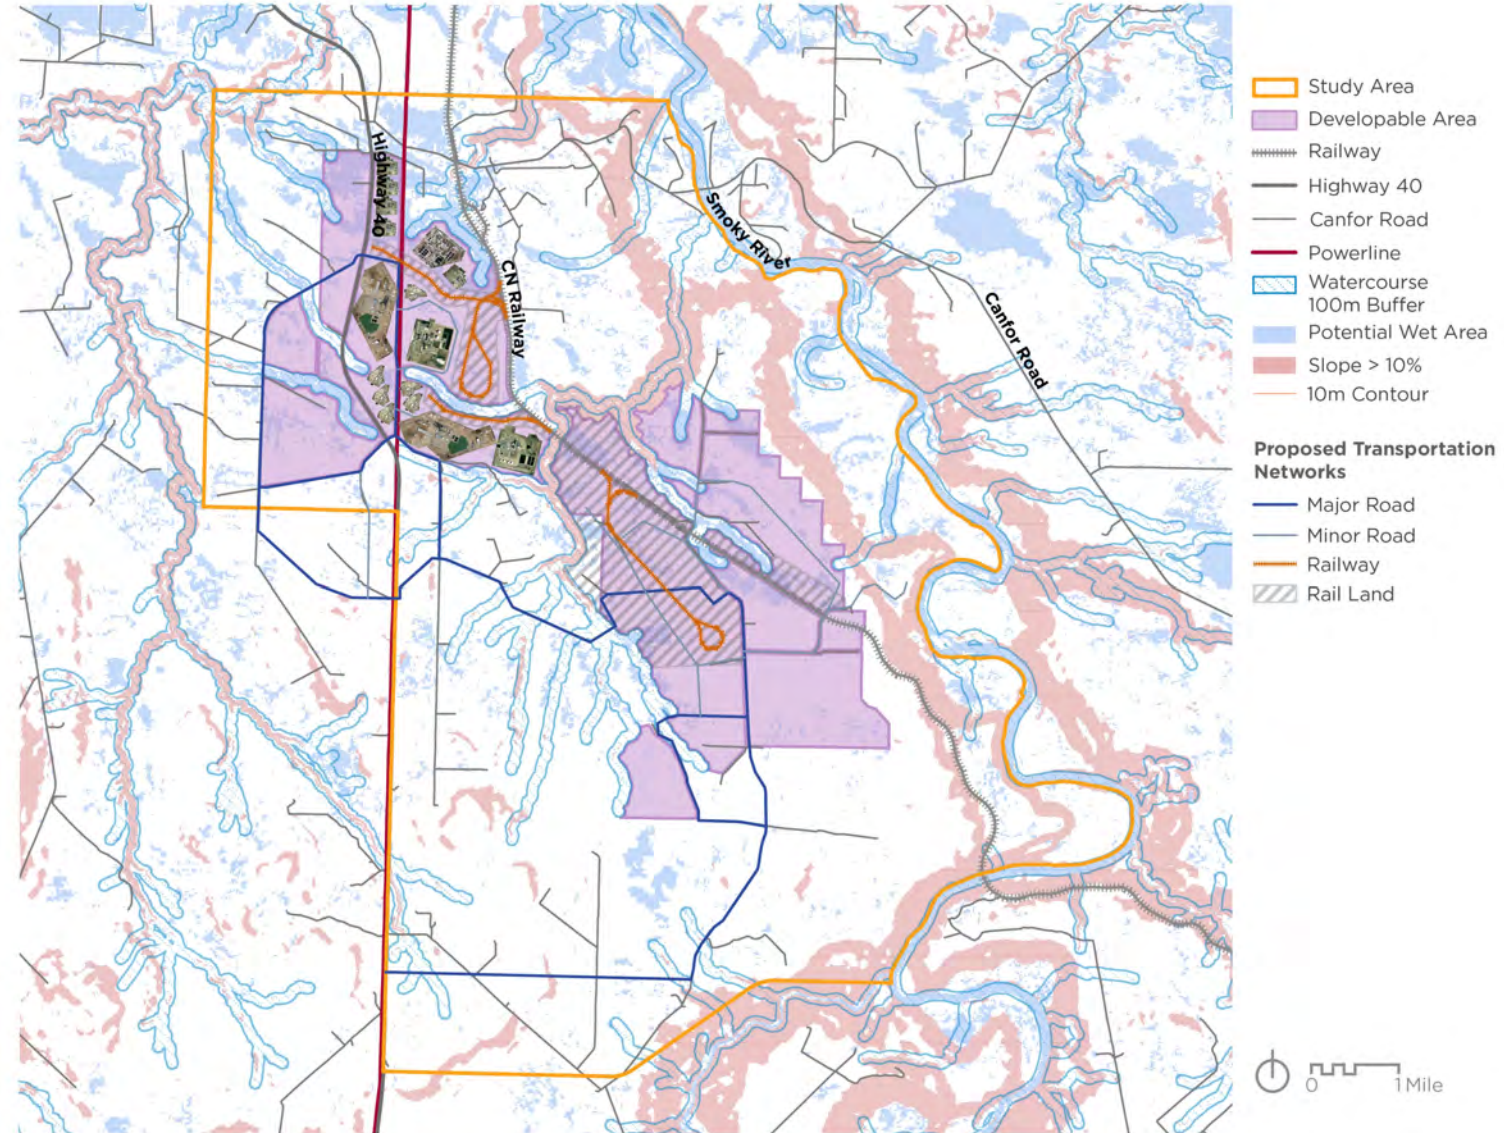 Highway 40
Smoky River
CN Railway
Canfor Road
Study Area
Developable Area
Railway
Highway 40
Canfor Road
Powerline
Watercourse
100m Buffer
Potential Wet Area
Slope > 10%
10m Contour
Proposed Transportation
Networks
Major Road
Minor Road
Railway
Rail Land
0 1 Mile